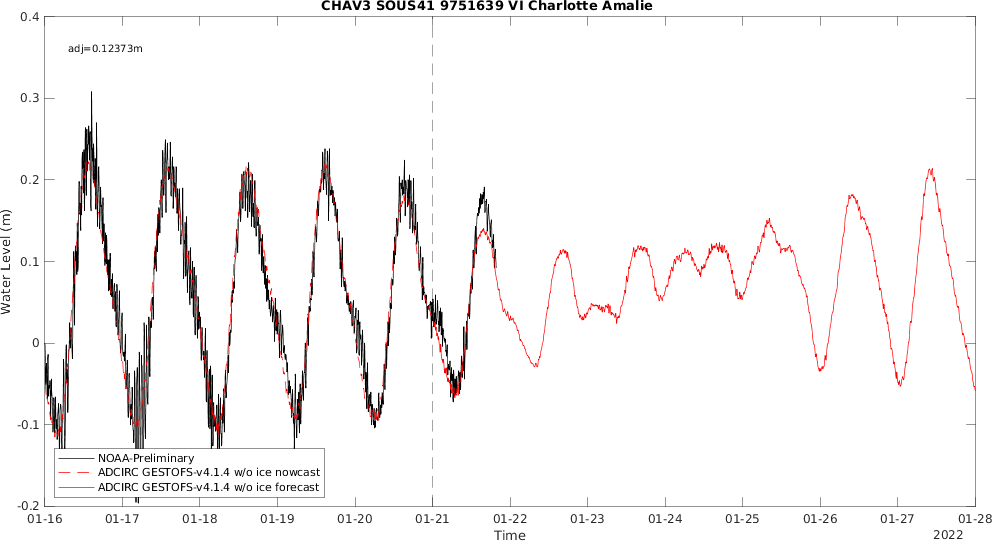 CHAV3 SOUS41 9751639 VI Charlotte Amalie
0.4
adj=0.12373m
0.3
0.2
0.1
0
-0.1
-0.2
Water Level (m)
NOAA-Preliminary
ADCIRC GESTOFS-v4.1.4 w/o ice nowcast
ADCIRC GESTOFS-v4.1.4 w/o ice forecast
01-16 01-17 01-18 01-19 01-20 01-21 01-22 01-23 01-24 01-25 01-26 01-27 01-28
Time
2022